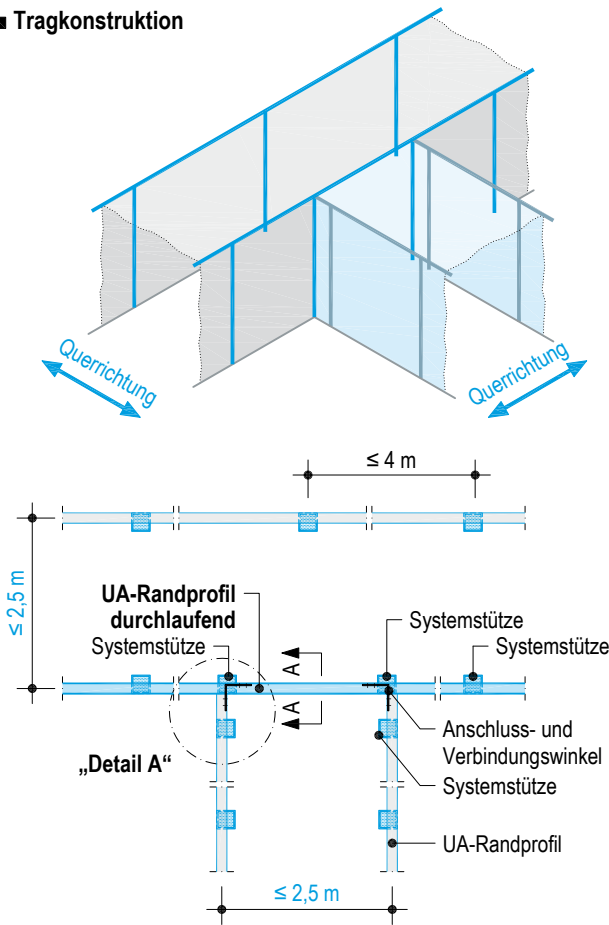 Tragkonstruktion
Querrichtung
Querrichtung
≤ 4 m
≤ 2,5 m
UA-Randprofil
durchlaufend
Systemstütze
A
A
Systemstütze
Systemstütze
„Detail A“
Anschluss- und
Verbindungswinkel
Systemstütze
UA-Randprofil
≤ 2,5 m